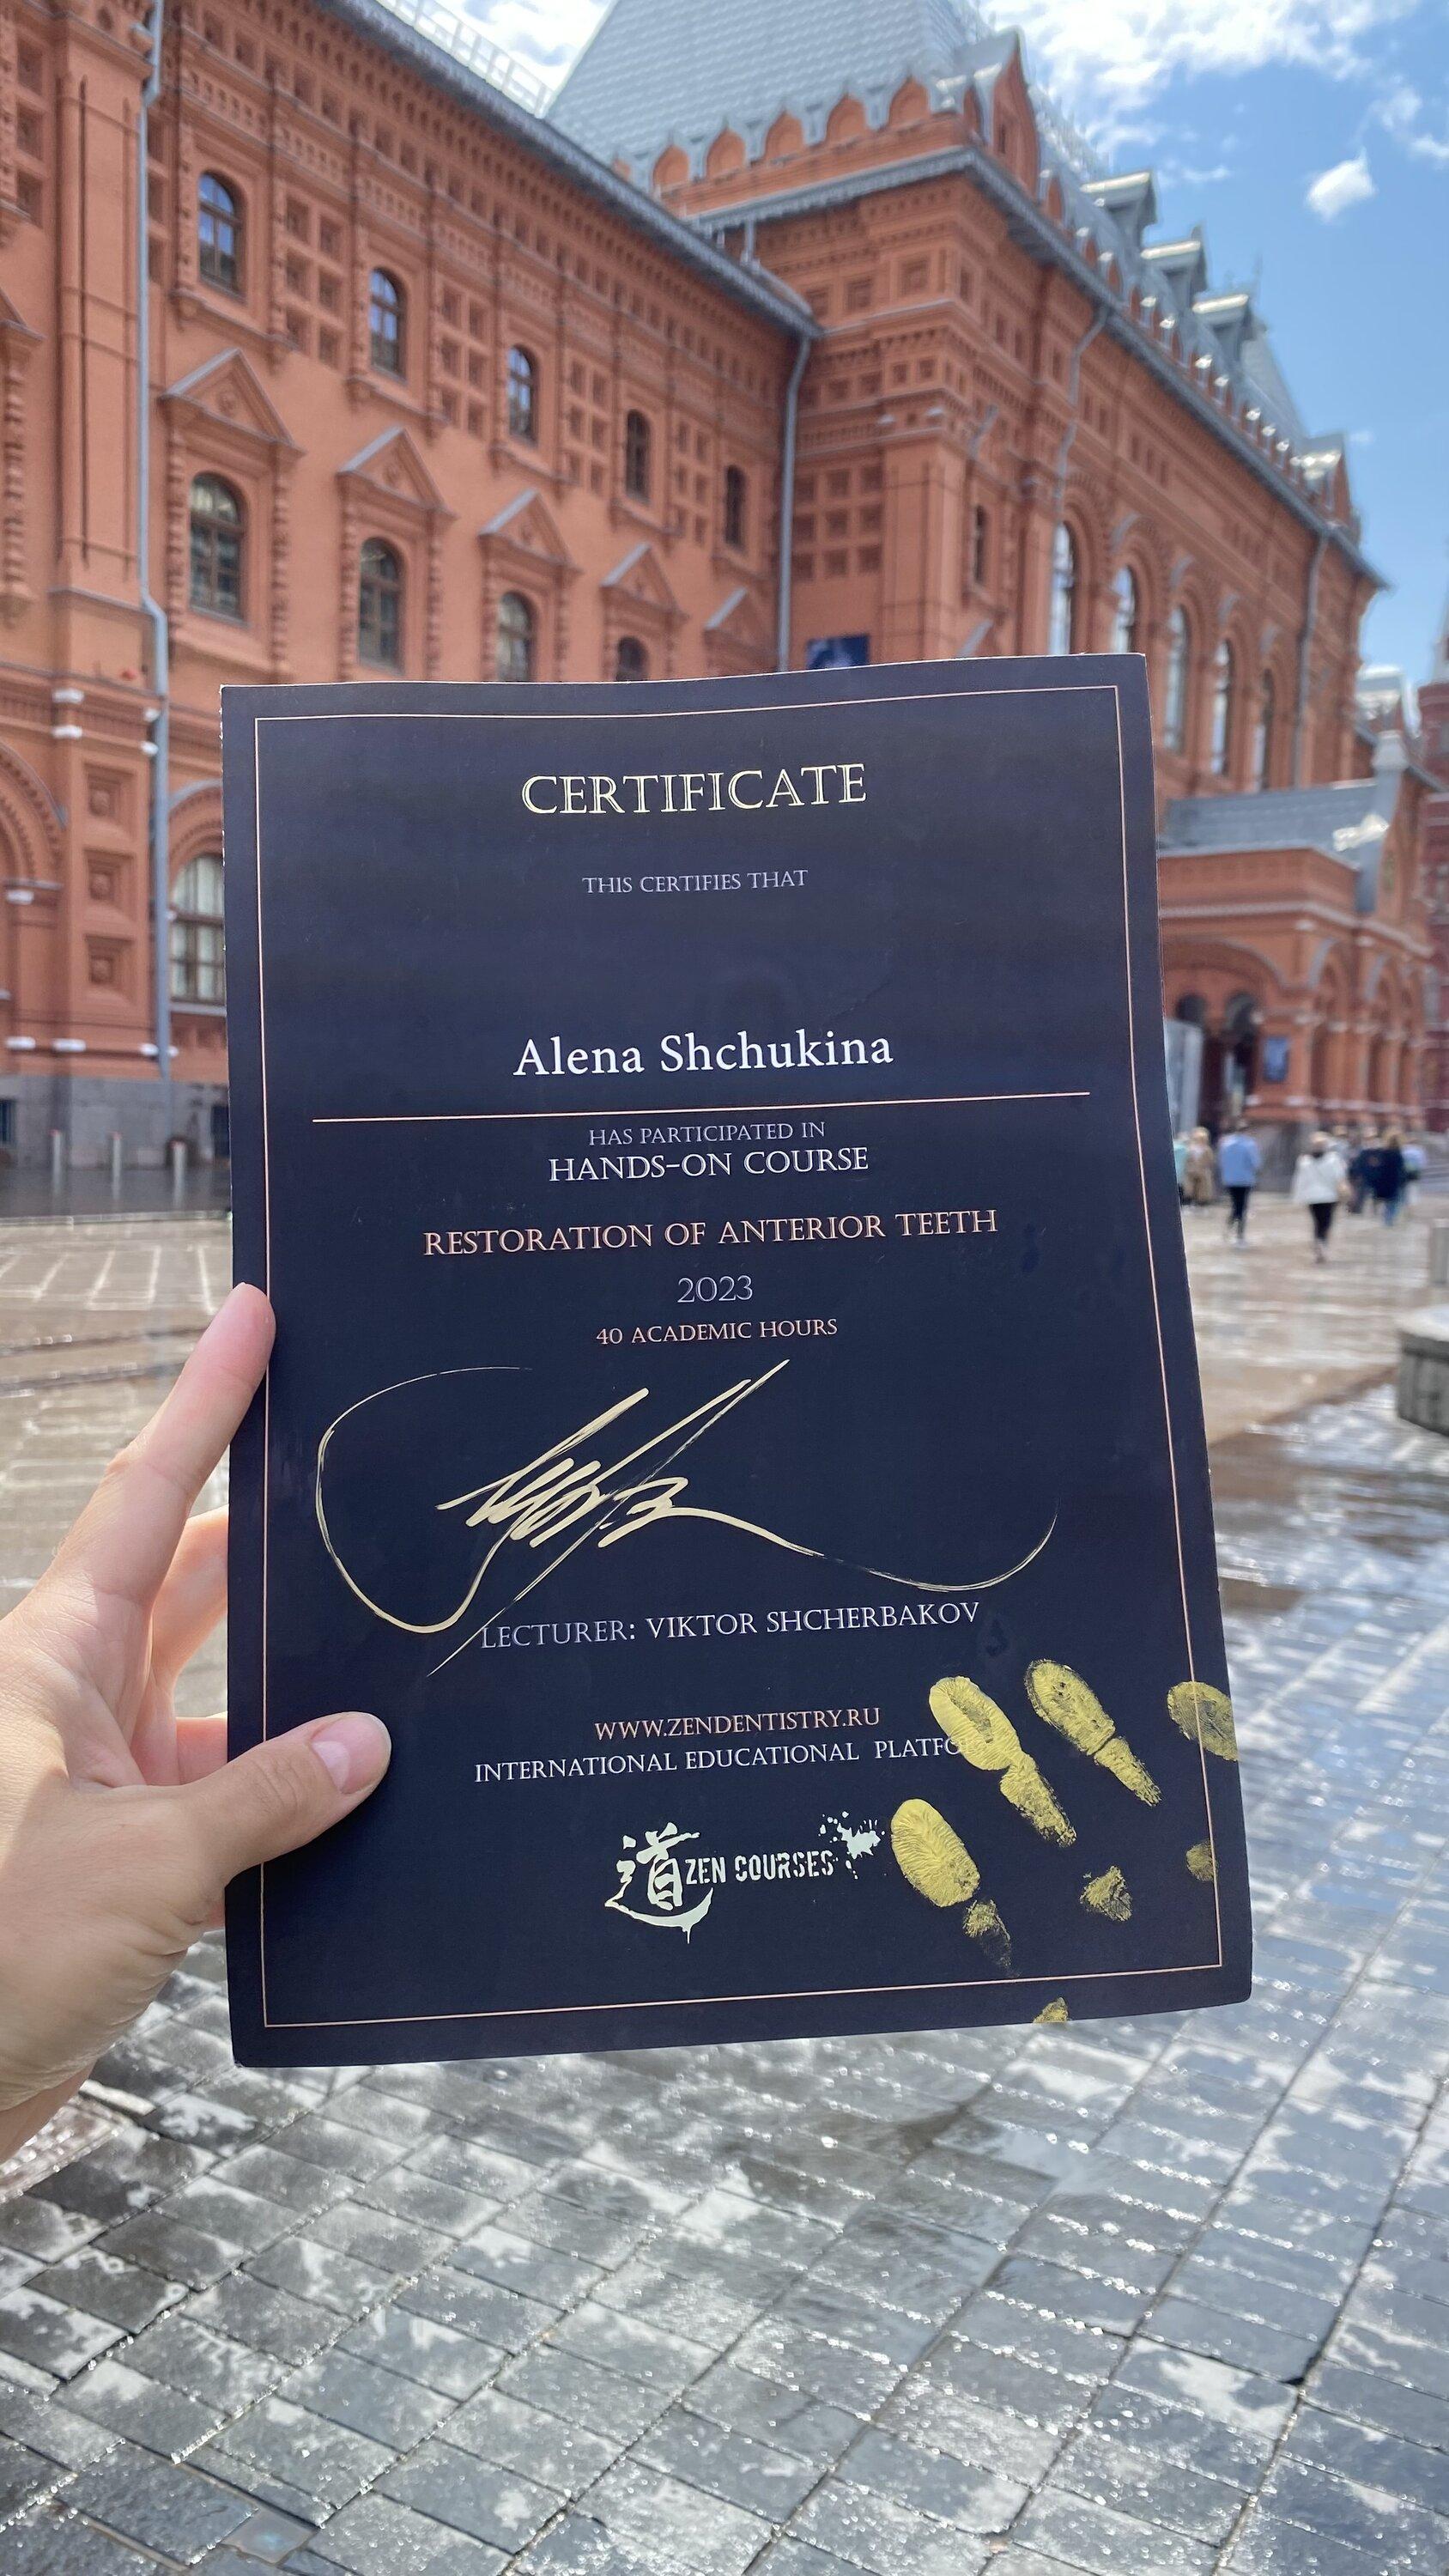 CERTIFICATE
THIS CERTIFIES THAT
Alena Shchukina
HAS PARTICIPATED IN
HANDS-ON COURSE
RESTORATION OF ANTERIOR TEETH
2023
40 ACADEMIC HOURS
LECTURER: VIKTOR SHCHERBAKOV
WWW.ZENDENTISTRY.RU
INTERNATIONAL EDUCATIONAL PLATFO
道 ZEN COURSES